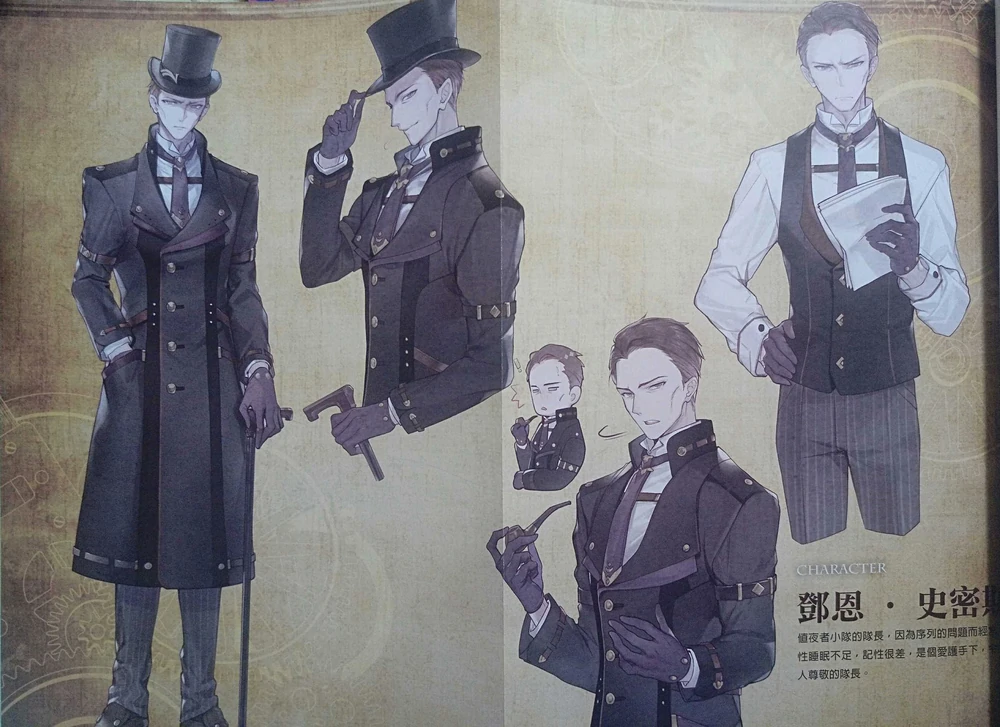 CHARACTER
鄧恩 · 史密斯
值夜者小隊的隊長，因為序列的問題而經
性睡眠不足，記性很差，是個愛護手下，
人尊敬的隊長。